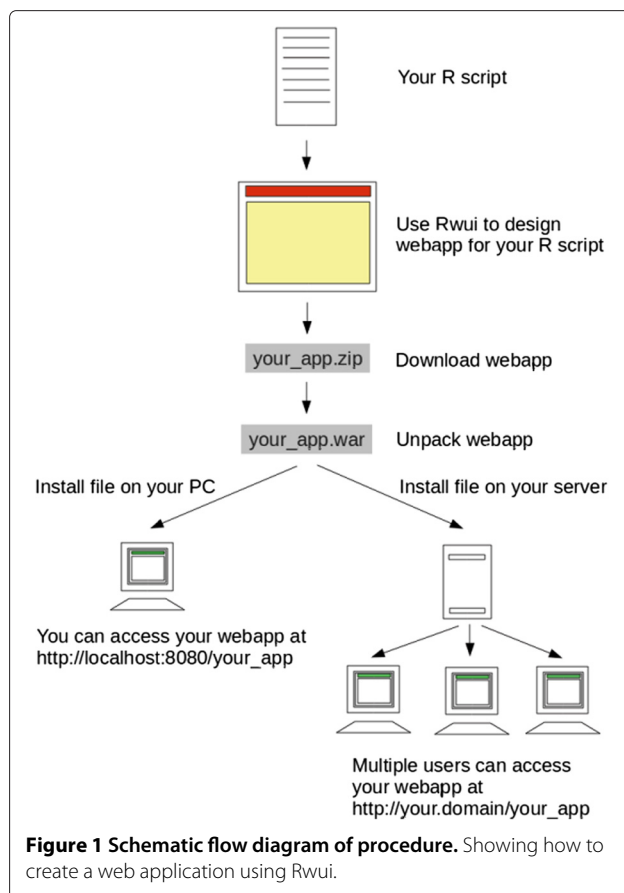 Your R script
Use Rwui to design
webapp for your R script
your_app.zip
Download webapp
your_app.war
Unpack webapp
Install file on your PC
Install file on your server
You can access your webapp at
http://localhost:8080/your_app
Multiple users can access
your webapp at
http://your.domain/your_app
Figure 1 Schematic flow diagram of procedure. Showing how to
create a web application using Rwui.